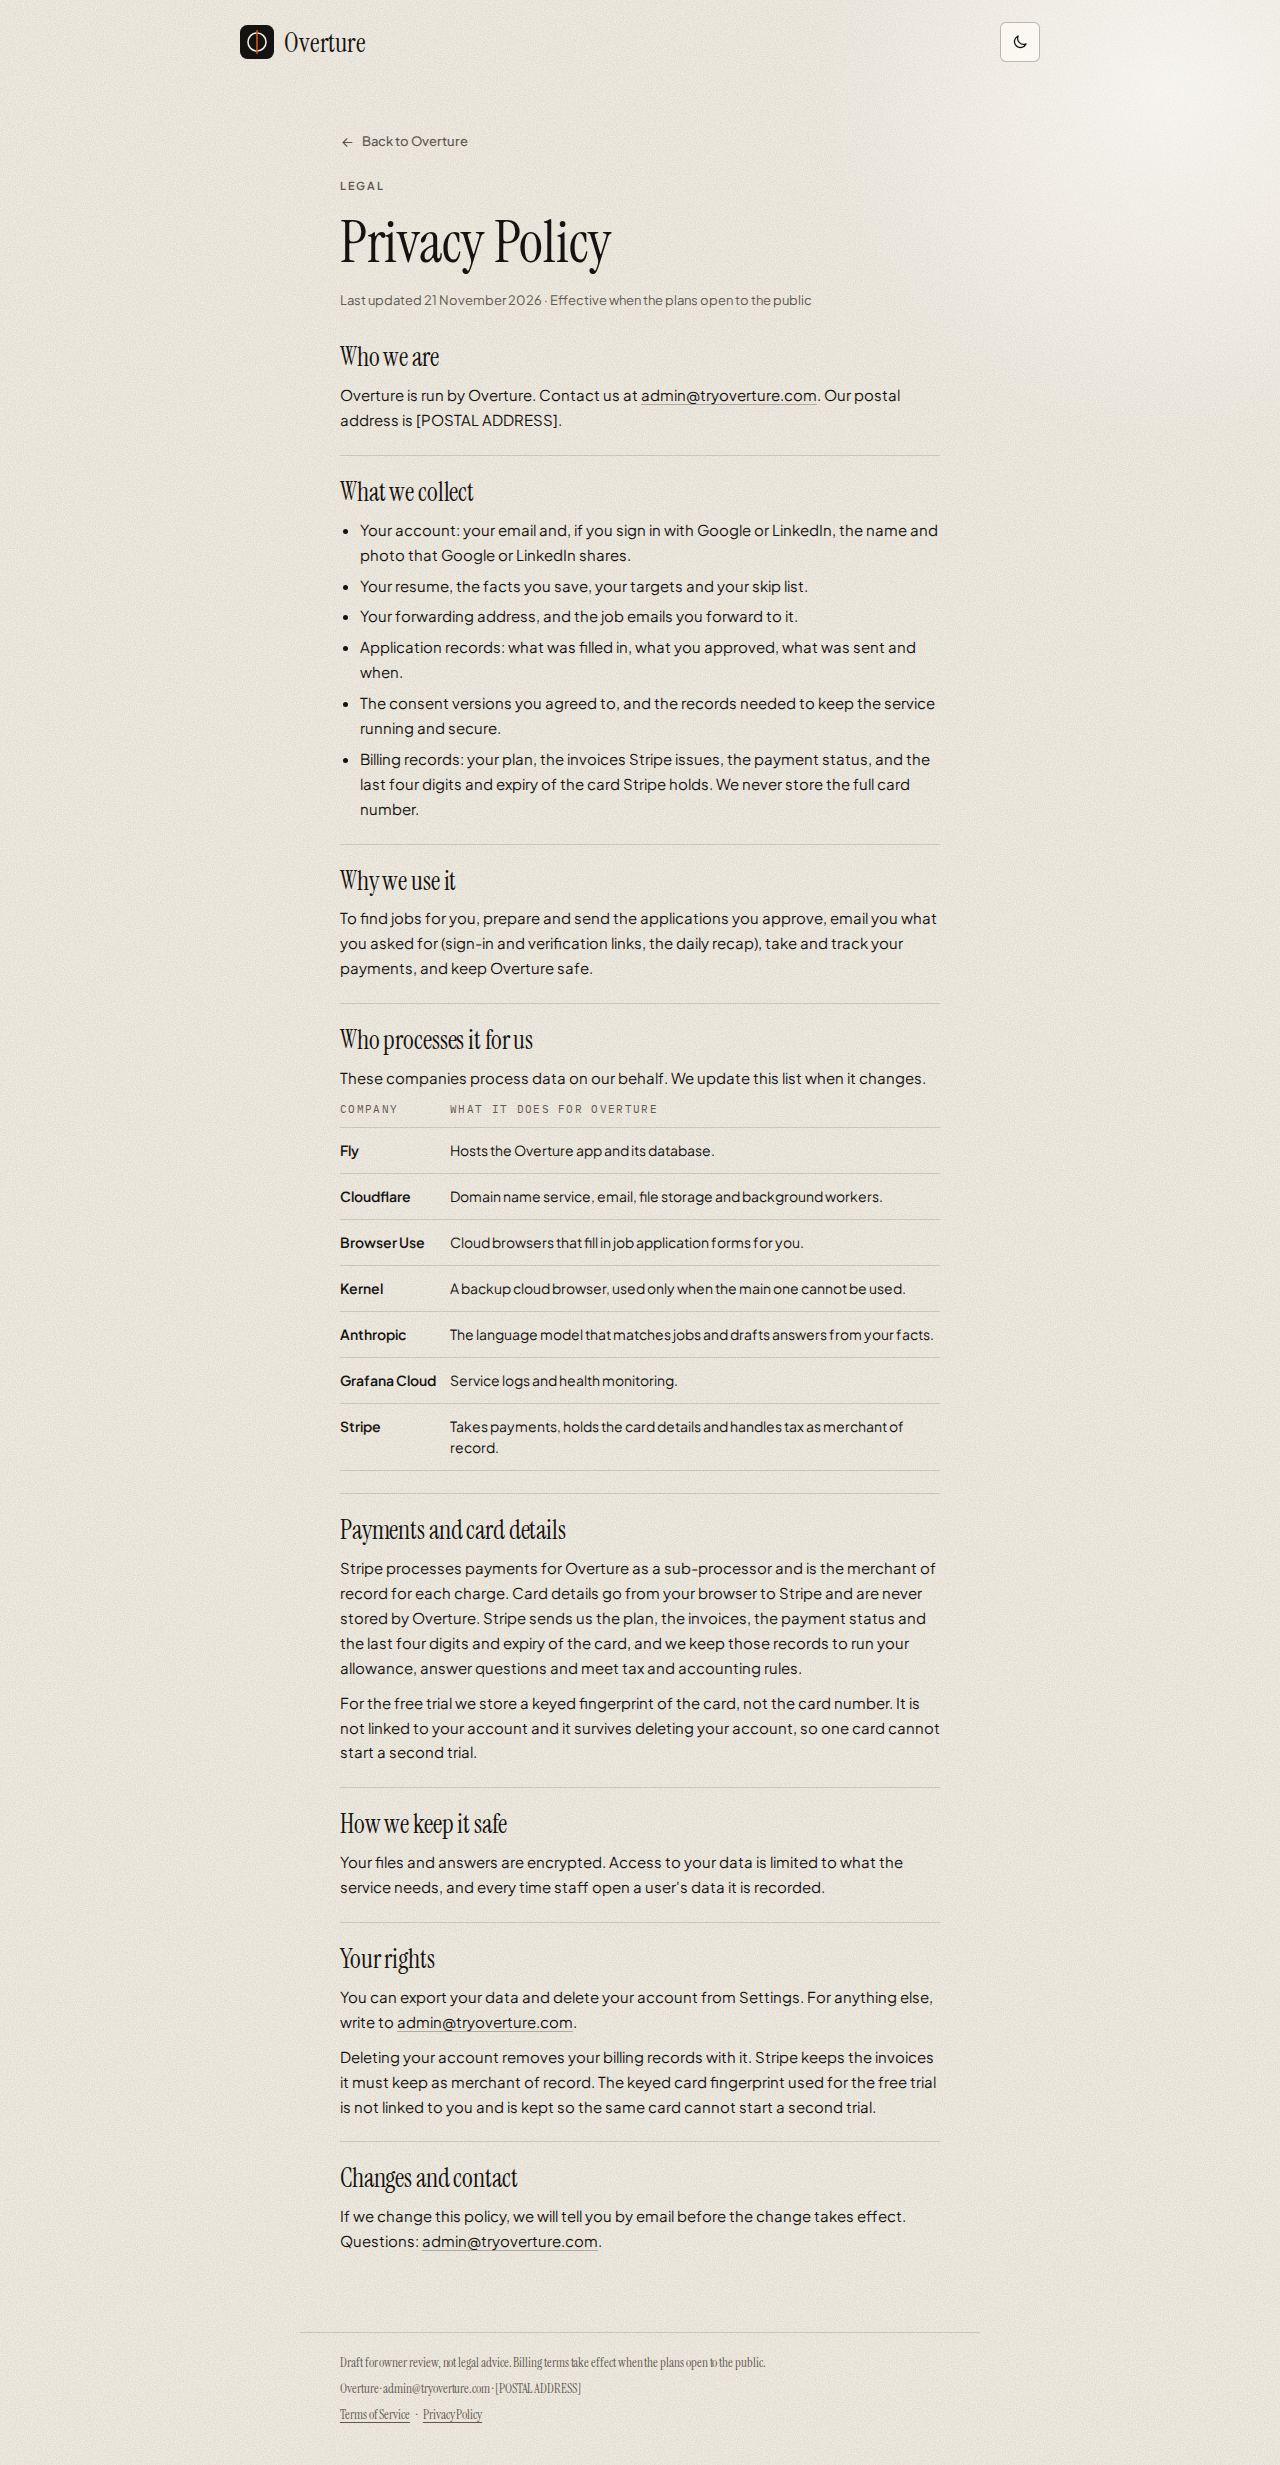 Overture
Back to Overture
LEGAL
Privacy Policy
Last updated 21 November 2026 · Effective when the plans open to the public
Who we are
Overture is run by Overture. Contact us at admin@tryoverture.com. Our postal
address is [POSTAL ADDRESS].
What we collect
• Your account: your email and, if you sign in with Google or LinkedIn, the name and
photo that Google or LinkedIn shares.
• Your resume, the facts you save, your targets and your skip list.
• Your forwarding address, and the job emails you forward to it.
• Application records: what was filled in, what you approved, what was sent and
when.
• The consent versions you agreed to, and the records needed to keep the service
running and secure.
• Billing records: your plan, the invoices Stripe issues, the payment status, and the
last four digits and expiry of the card Stripe holds. We never store the full card
number.
Why we use it
To find jobs for you, prepare and send the applications you approve, email you what
you asked for (sign-in and verification links, the daily recap), take and track your
payments, and keep Overture safe.
Who processes it for us
These companies process data on our behalf. We update this list when it changes.
COMPANY WHAT IT DOES FOR OVERTURE
Fly Hosts the Overture app and its database.
Cloudflare Domain name service, email, file storage and background workers.
Browser Use Cloud browsers that fill in job application forms for you.
Kernel A backup cloud browser, used only when the main one cannot be used.
Anthropic The language model that matches jobs and drafts answers from your facts.
Grafana Cloud Service logs and health monitoring.
Stripe Takes payments, holds the card details and handles tax as merchant of
record.
Payments and card details
Stripe processes payments for Overture as a sub-processor and is the merchant of
record for each charge. Card details go from your browser to Stripe and are never
stored by Overture. Stripe sends us the plan, the invoices, the payment status and
the last four digits and expiry of the card, and we keep those records to run your
allowance, answer questions and meet tax and accounting rules.
For the free trial we store a keyed fingerprint of the card, not the card number. It is
not linked to your account and it survives deleting your account, so one card cannot
start a second trial.
How we keep it safe
Your files and answers are encrypted. Access to your data is limited to what the
service needs, and every time staff open a user's data it is recorded.
Your rights
You can export your data and delete your account from Settings. For anything else,
write to admin@tryoverture.com.
Deleting your account removes your billing records with it. Stripe keeps the invoices
it must keep as merchant of record. The keyed card fingerprint used for the free trial
is not linked to you and is kept so the same card cannot start a second trial.
Changes and contact
If we change this policy, we will tell you by email before the change takes effect.
Questions: admin@tryoverture.com.
Draft for owner review, not legal advice. Billing terms take effect when the plans open to the public.
Overture · admin@tryoverture.com · [POSTAL ADDRESS]
Terms of Service · Privacy Policy